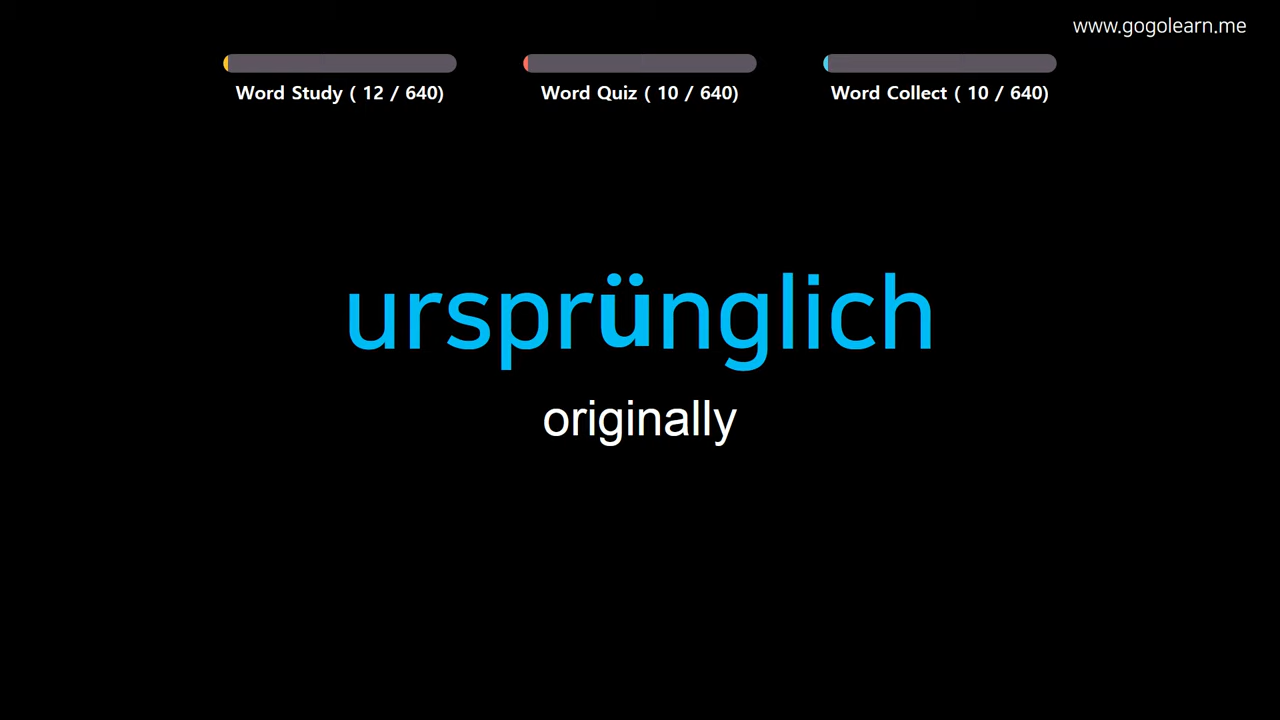 www.gogolearn.me
Word Study ( 12 / 640)
Word Quiz ( 10 / 640)
Word Collect ( 10 / 640)
ursprünglich
originally